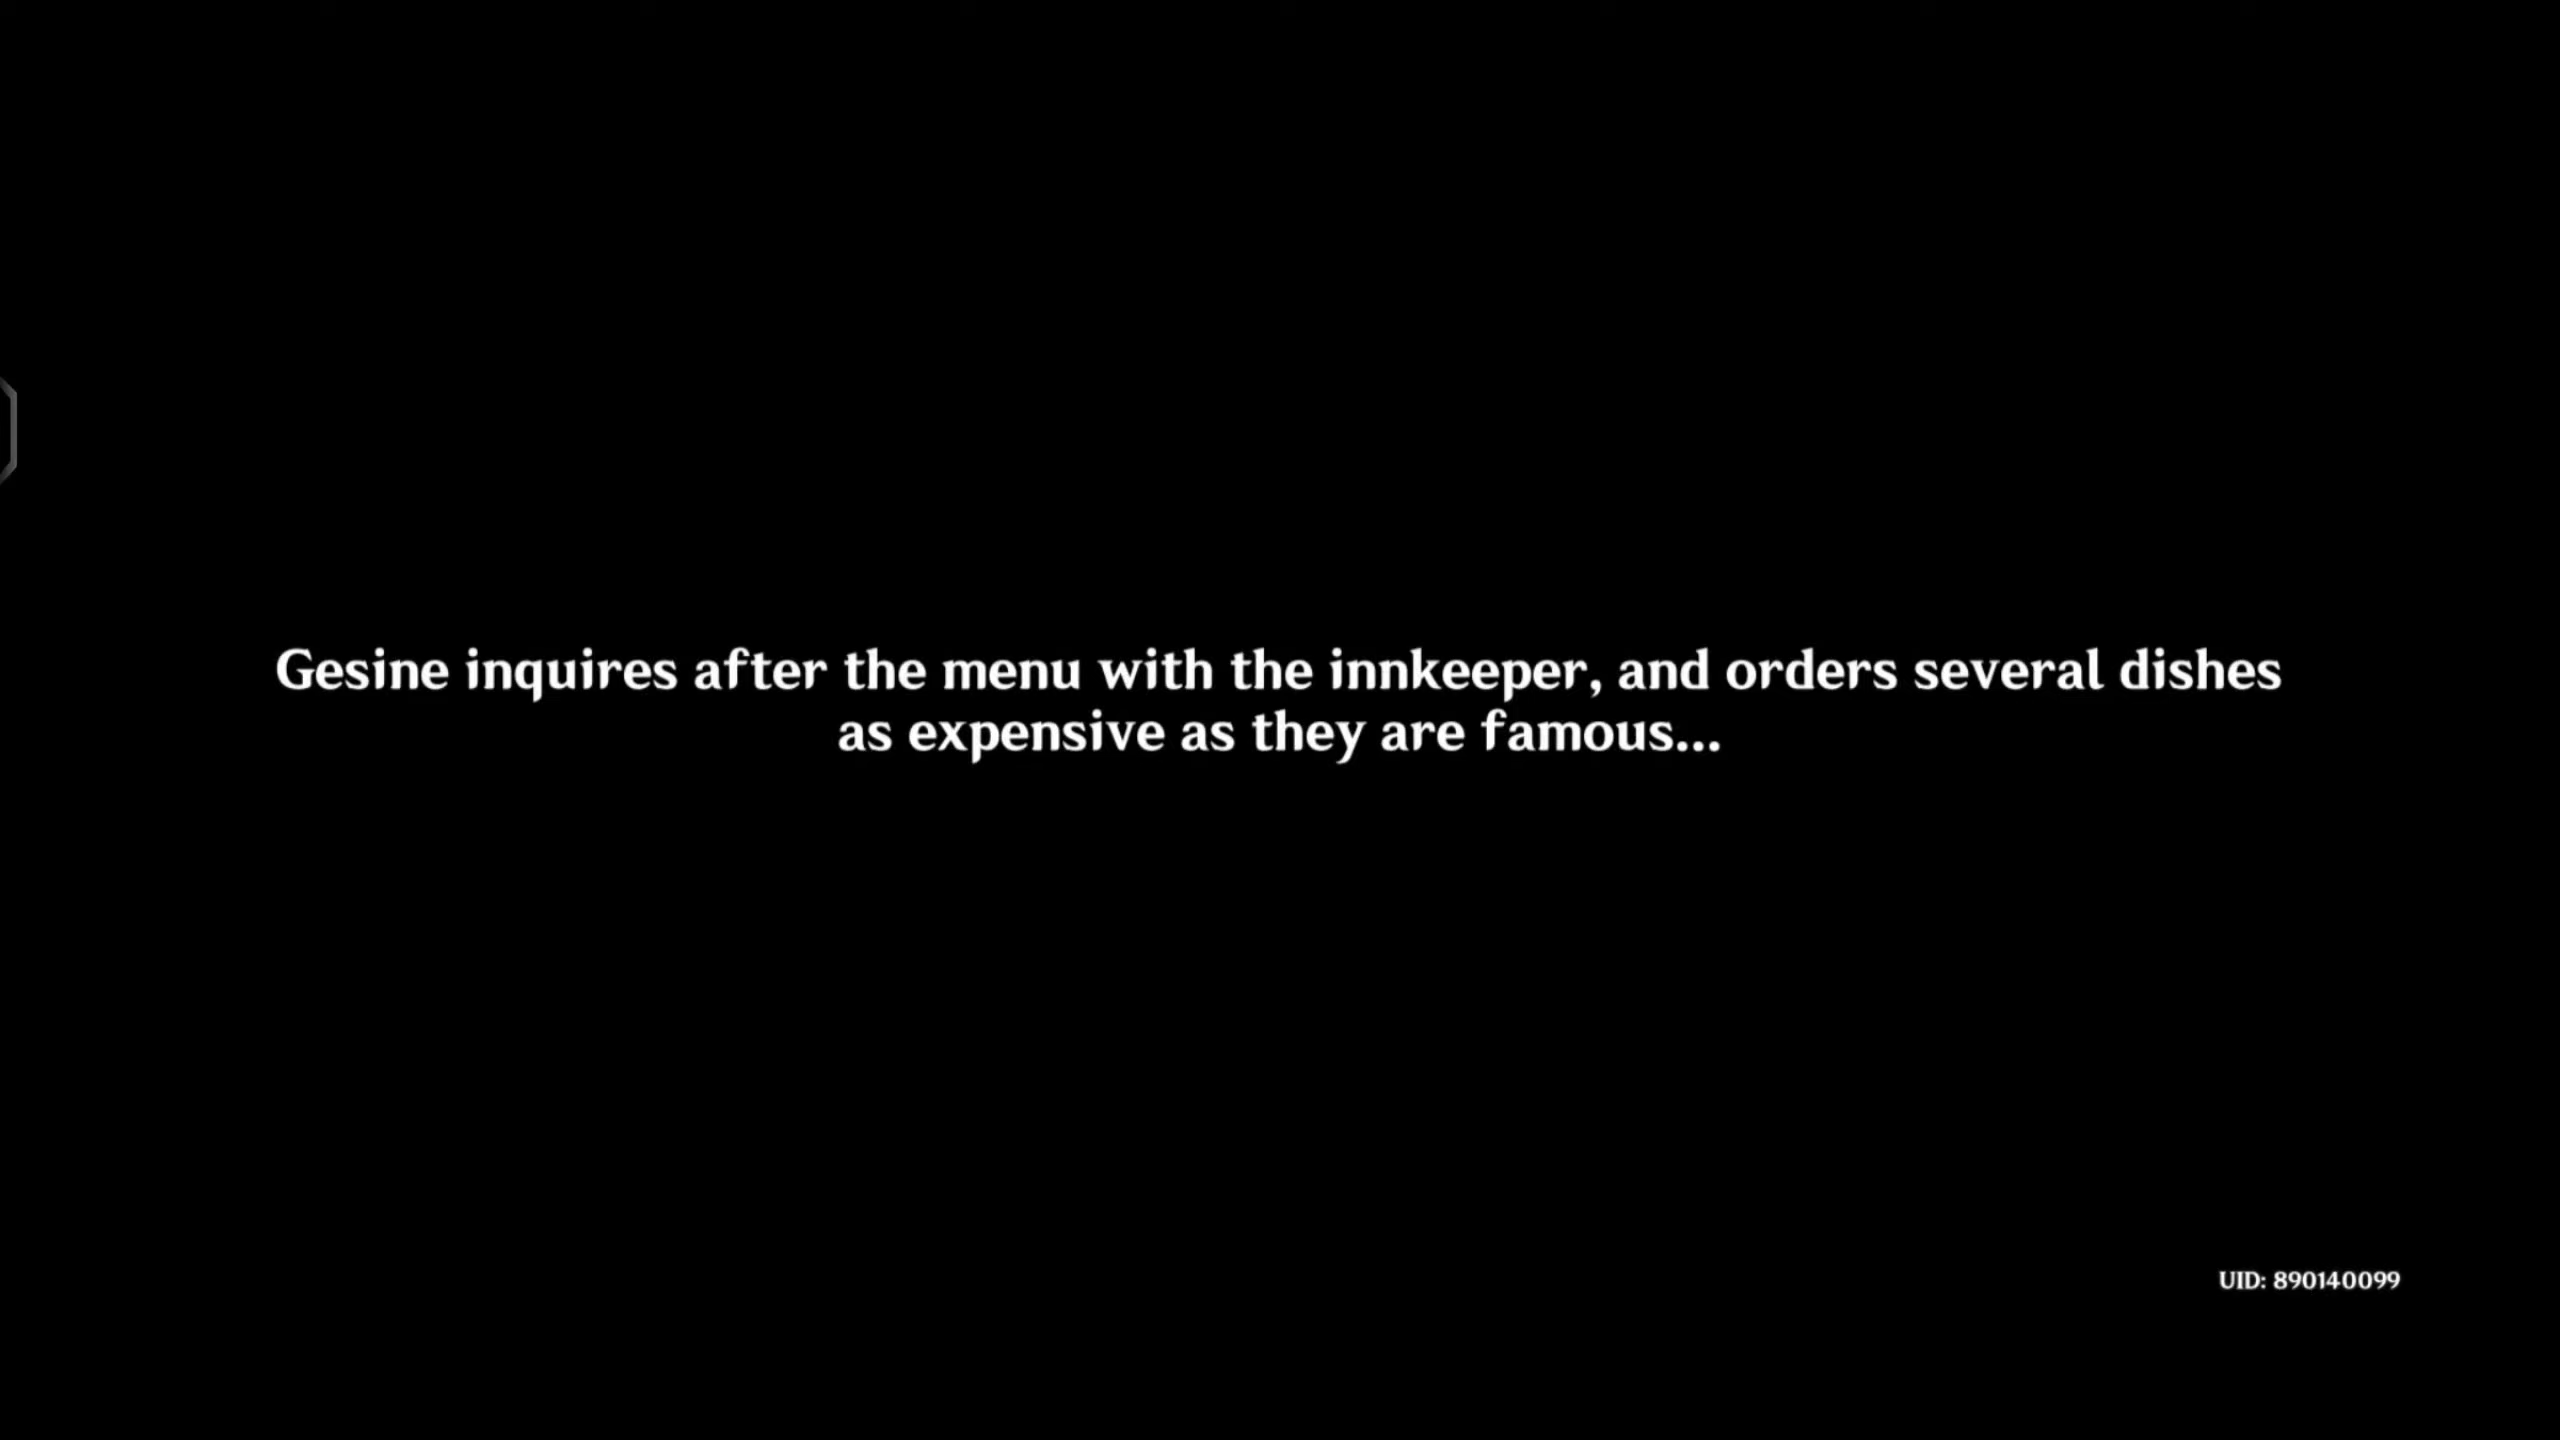 Gesine inquires after the menu with the innkeeper, and orders several dishes
as expensive as they are famous...
UID: 890140099